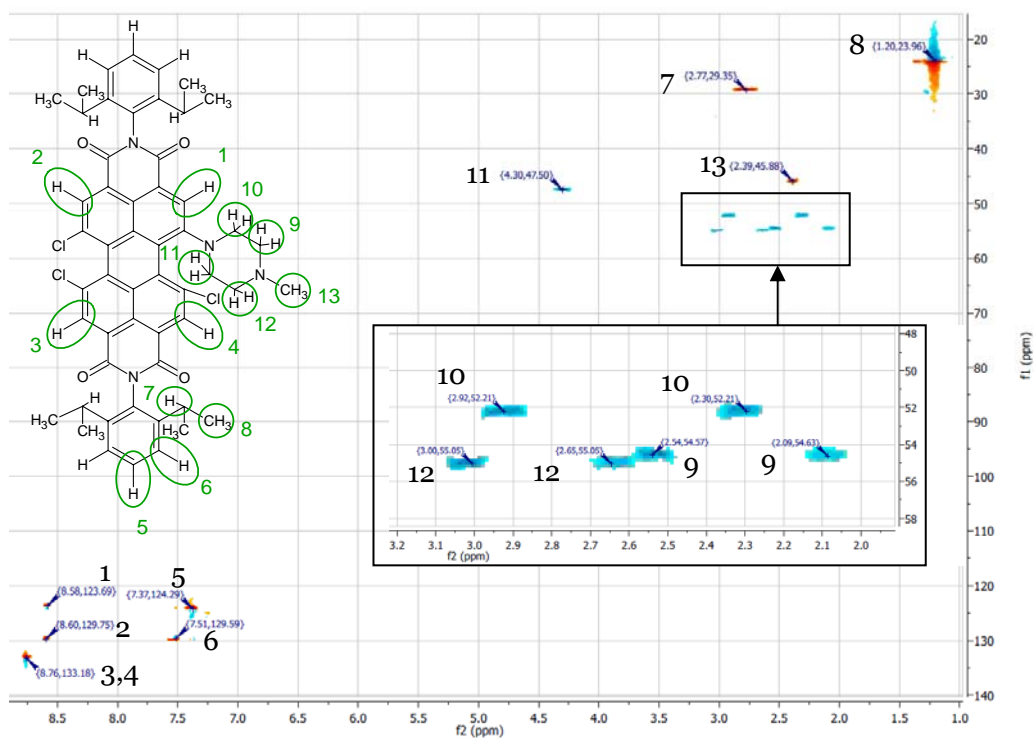 H
H H
H3C CH3
H H
H3C CH3
N
O O
2 1
H H
10
H H
9
H
H
Cl N
11
H
H
N
Cl
H H
CH3
13
Cl
12
H H
3 4
O N O
H
7
H
H3C CH3
H3C H3C
8
H H
6
H
5
8
{1.20,23.96}
7
{2.77,29.35}
11
{4.30,47.50}
13
{2.39,45.88}
10
{2.92,52.21}
10
{2.30,52.21}
{3.00,55.05}
12
{2.65,55.05}
12
{2.54,54.57}
9
{2.09,54.63}
9
48
50
52
54
56
58
3.2 3.1 3.0 2.9 2.8 2.7 2.6 2.5 2.4 2.3 2.2 2.1 2.0
f2 (ppm)
1
{8.58,123.69}
5
{7.37,124.29}
{8.60,129.75}
2
{7.51,129.59}
6
{8.76,133.18}
3,4
20
30
40
50
60
70
80
90
100
110
120
130
140
f1 (ppm)
8.5 8.0 7.5 7.0 6.5 6.0 5.5 5.0 4.5 4.0 3.5 3.0 2.5 2.0 1.5 1.0
f2 (ppm)